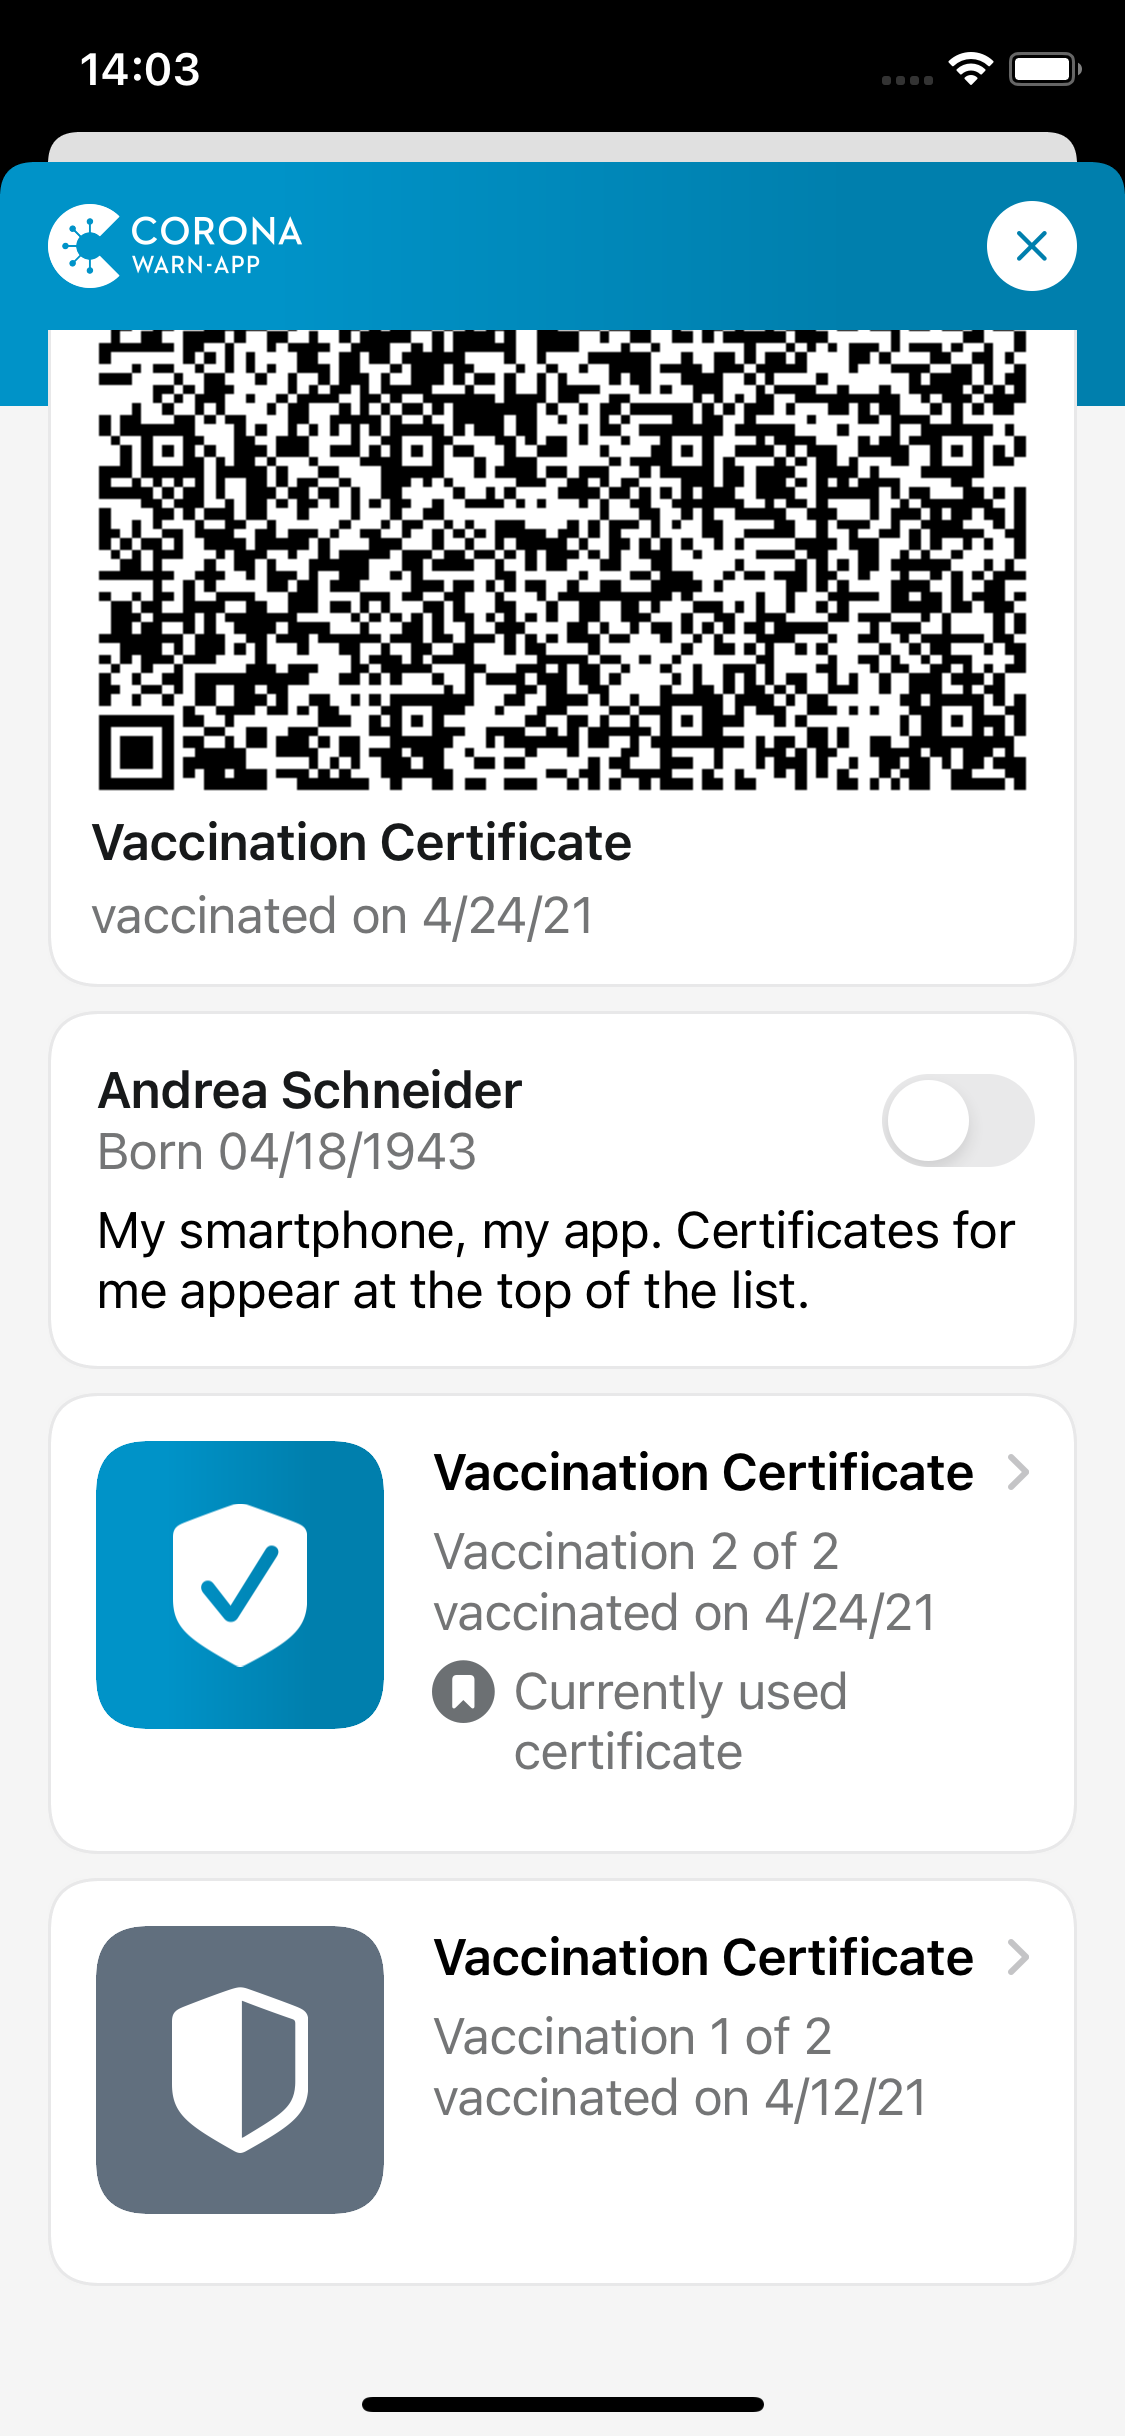 14:03
CORONA
WARN-APP
Vaccination Certificate
vaccinated on 4/24/21
Andrea Schneider
Born 04/18/1943
My smartphone, my app. Certificates for
me appear at the top of the list.
Vaccination Certificate
Vaccination 2 of 2
vaccinated on 4/24/21
Currently used
certificate
Vaccination Certificate
Vaccination 1 of 2
vaccinated on 4/12/21